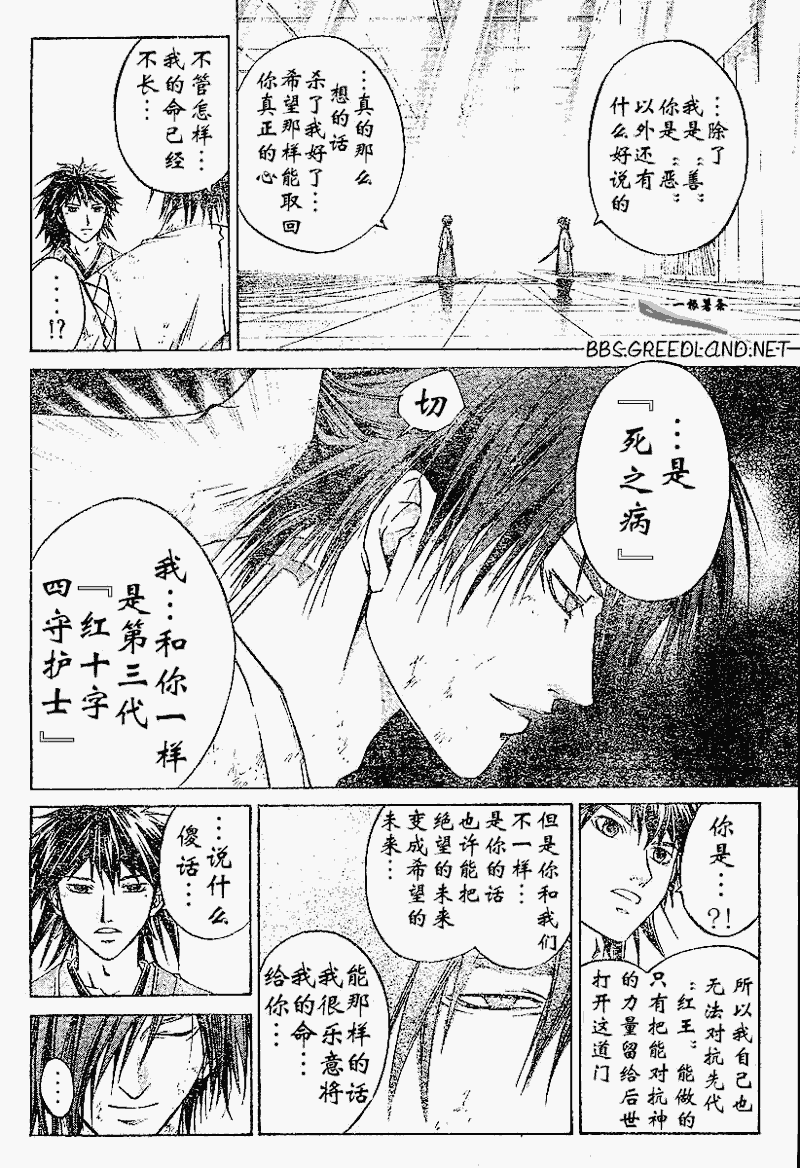 …除了
我是“善”
你是“恶”
以外还有
什么好说的
…真的那么
想的话
杀了我好了…
希望那样能取回
你真正的心
一根薯条
BBS.GREEDLAND.NET
不管怎样…
我的命已经
不长…
……!?
…是
『死之病』
切
我…和你一样
是第三代
『红十字
四守护士』
你是…?!
所以我自己也
无法对抗先代
“红王”能做的
只有把能对抗神
的力量留给后世
打开这道门
但是你和我们
不一样…
是你的话
也许能把
绝望的未来
变成希望的
未来…
能那样的话
我很乐意将
我的命……
给你…
…说什么
傻话…
……